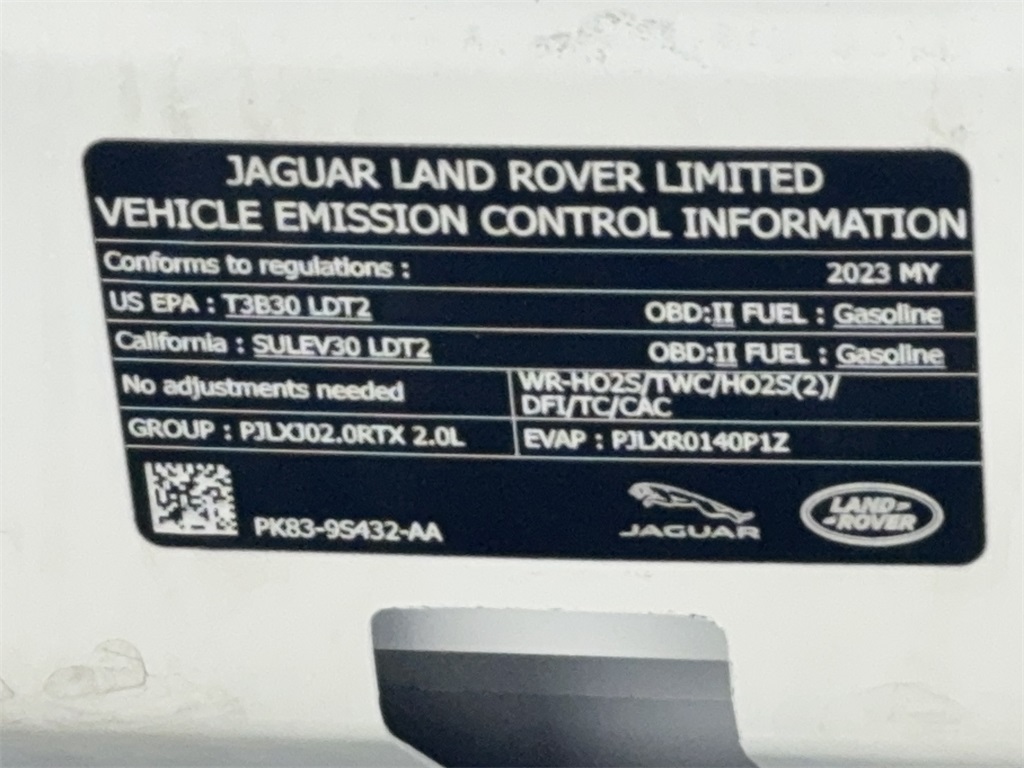 JAGUAR LAND ROVER LIMITED
VEHICLE EMISSION CONTROL INFORMATION
Conforms to regulations : 2023 MY
US EPA : T3B30 LDT2 OBD:II FUEL : Gasoline
California : SULEV30 LDT2 OBD:II FUEL : Gasoline
No adjustments needed
WR-HO2S/TWC/HO2S(2)/
DFI/TC/CAC
GROUP : PJLXJ02.0RTX 2.0L
EVAP : PJLXR0140P1Z
PK83-9S432-AA
JAGUAR
LAND
ROVER